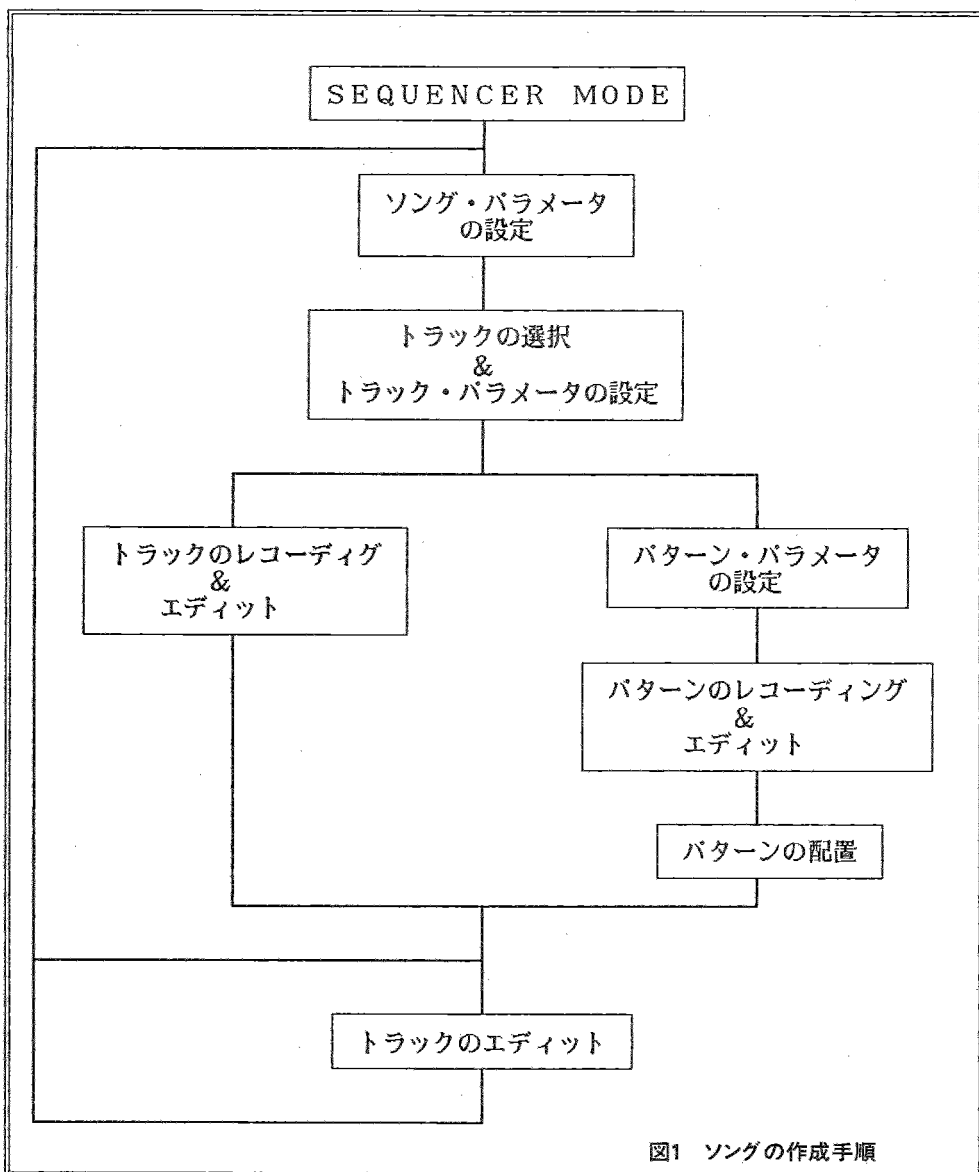 SEQUENCER MODE
ソング・パラメータ
の設定
トラックの選択
&
トラック・パラメータの設定
トラックのレコーディグ
&
エディット
パターン・パラメータ
の設定
パターンのレコーディング
&
エディット
パターンの配置
トラックのエディット
図1 ソングの作成手順